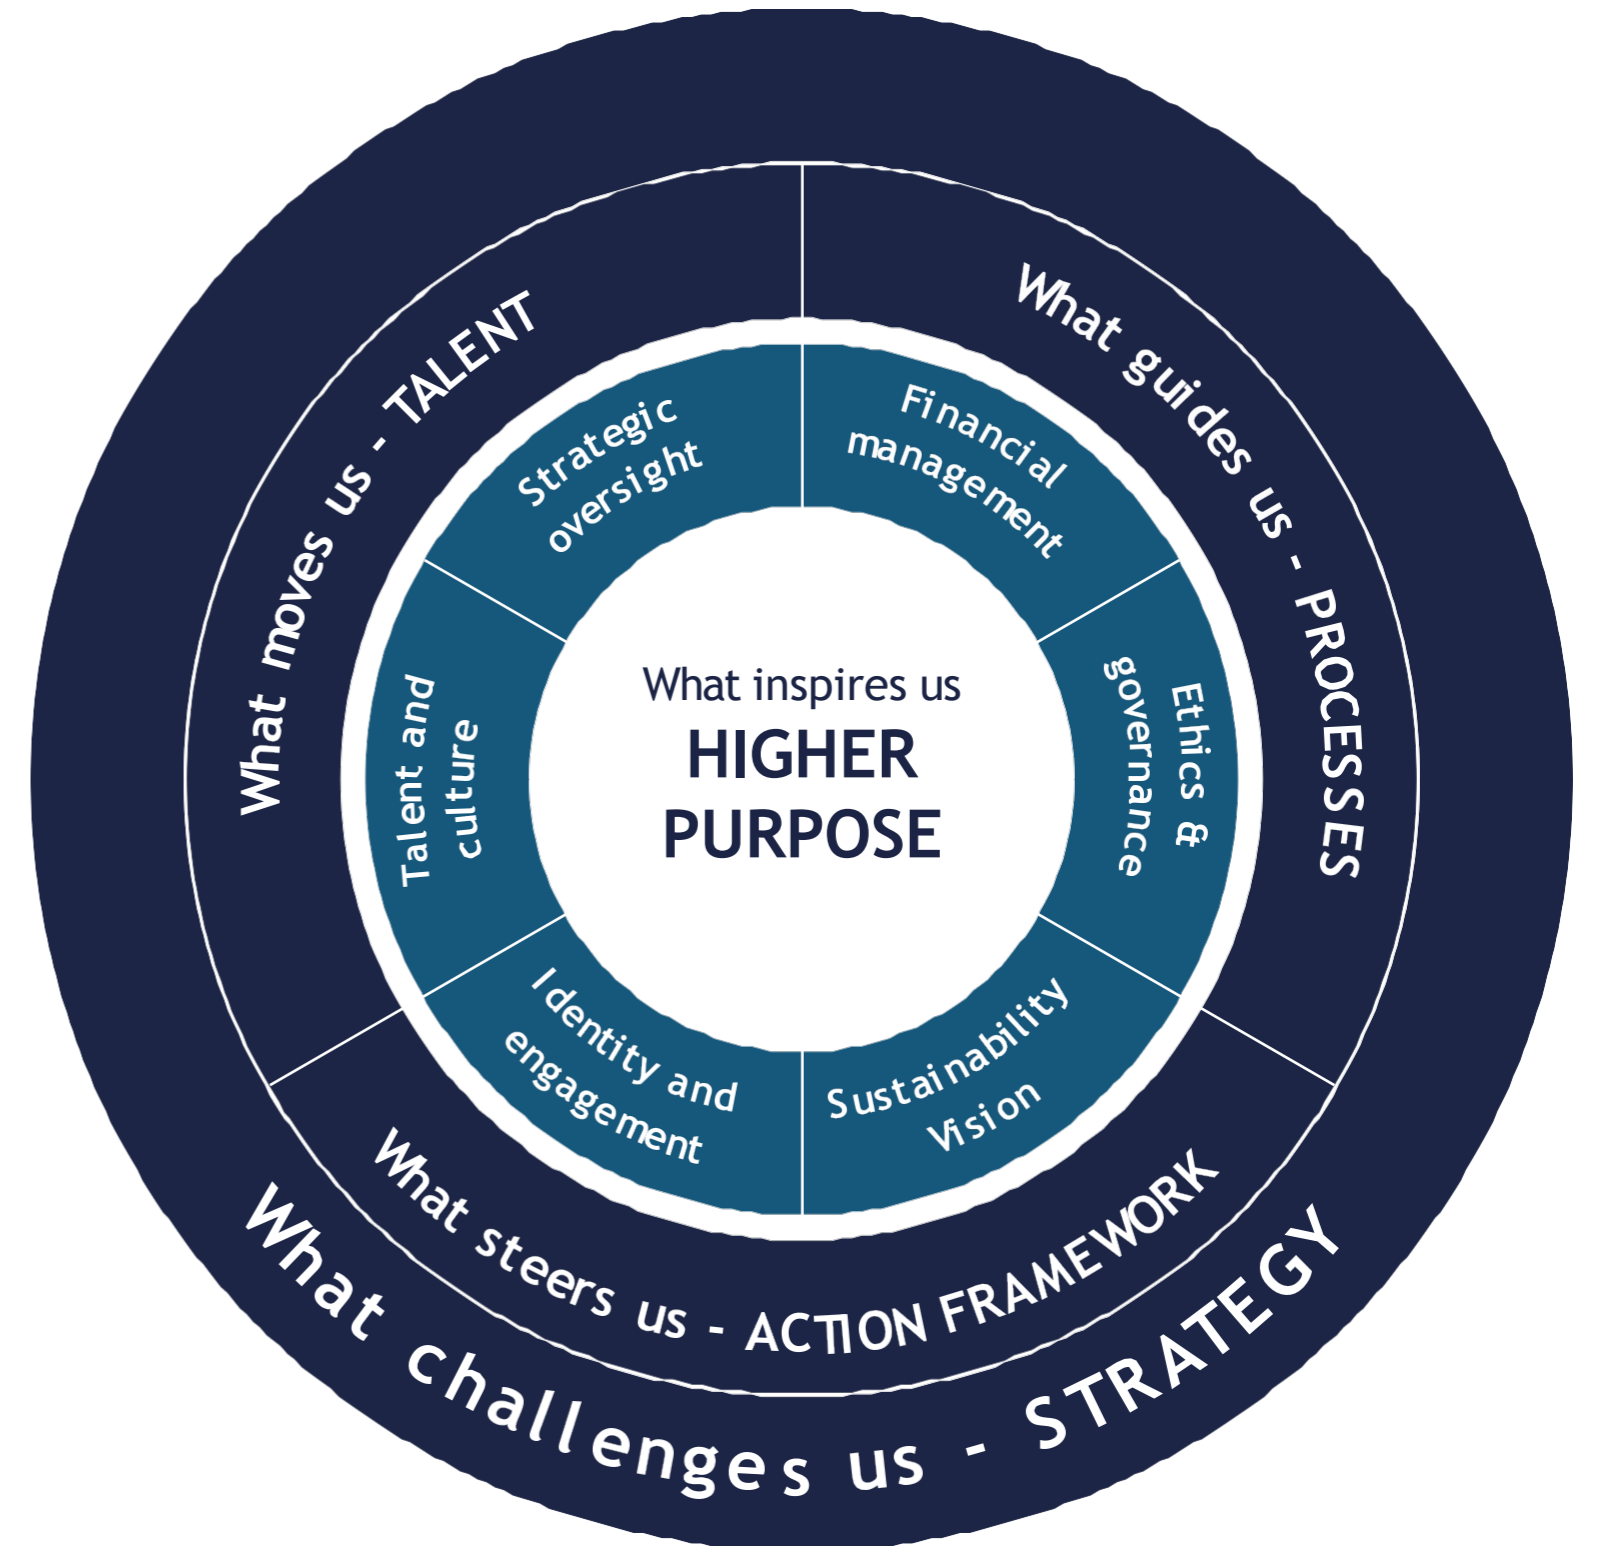 What moves us - TALENT
What guides us - PROCESSES
Strategic
oversight
Financial
management
Talent and
culture
What inspires us
HIGHER
PURPOSE
Ethics &
governance
Identity and
engagement
Sustainability
Vision
What steers us - ACTION FRAMEWORK
What challenges us - STRATEGY